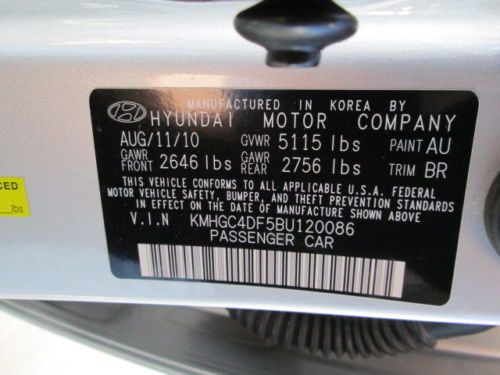 MANUFACTURED IN KOREA BY
HYUNDAI MOTOR COMPANY
AUG/11/10 GVWR 5115 lbs PAINT AU
GAWR FRONT 2646 lbs GAWR REAR 2756 lbs TRIM BR
THIS VEHICLE CONFORMS TO ALL APPLICABLE U.S.A. FEDERAL
MOTOR VEHICLE SAFETY, BUMPER, AND THEFT PREVENTION STANDARDS
IN EFFECT ON THE DATE OF MANUFACTURE SHOWN ABOVE
V.I.N KMHGC4DF5BU120086
PASSENGER CAR
lbs